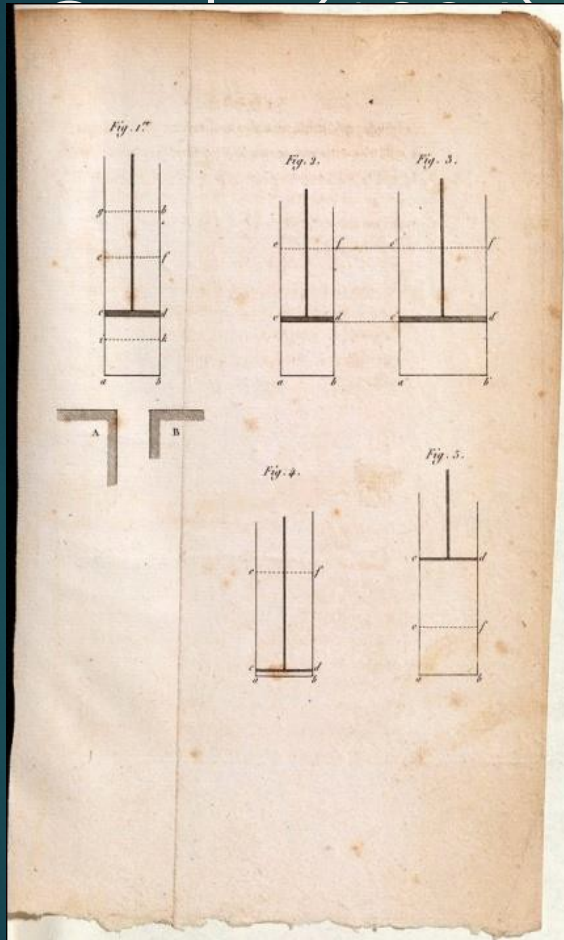 Fig. 1.re
g h
e f
c d
i k
a b
A B
Fig. 2. Fig. 3.
e f e' f'
c d c' d'
a b a' b'
Fig. 4.
e f
c d
a b
Fig. 5.
c d
e f
a b